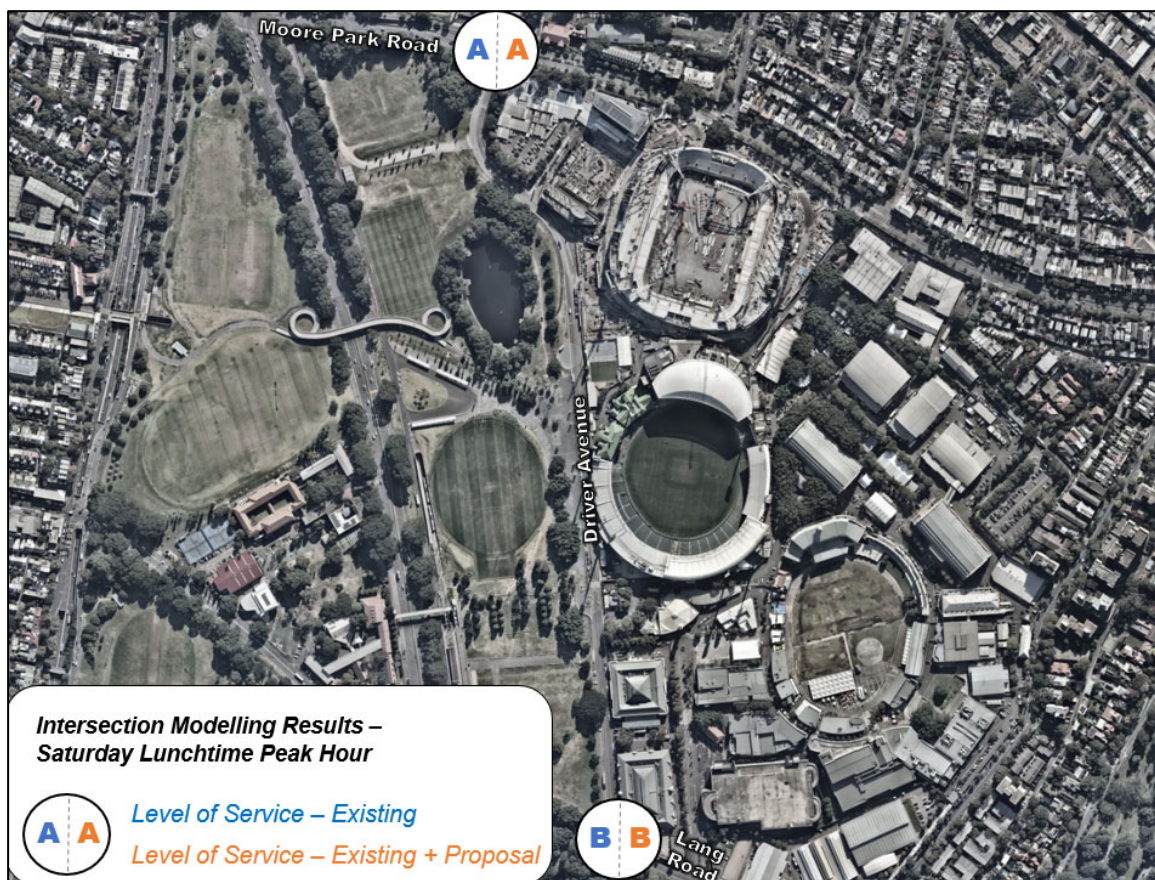 Moore Park Road
A A
Driver Avenue
Intersection Modelling Results –
Saturday Lunchtime Peak Hour
A A
Level of Service – Existing
Level of Service – Existing + Proposal
B B
Lang
Road